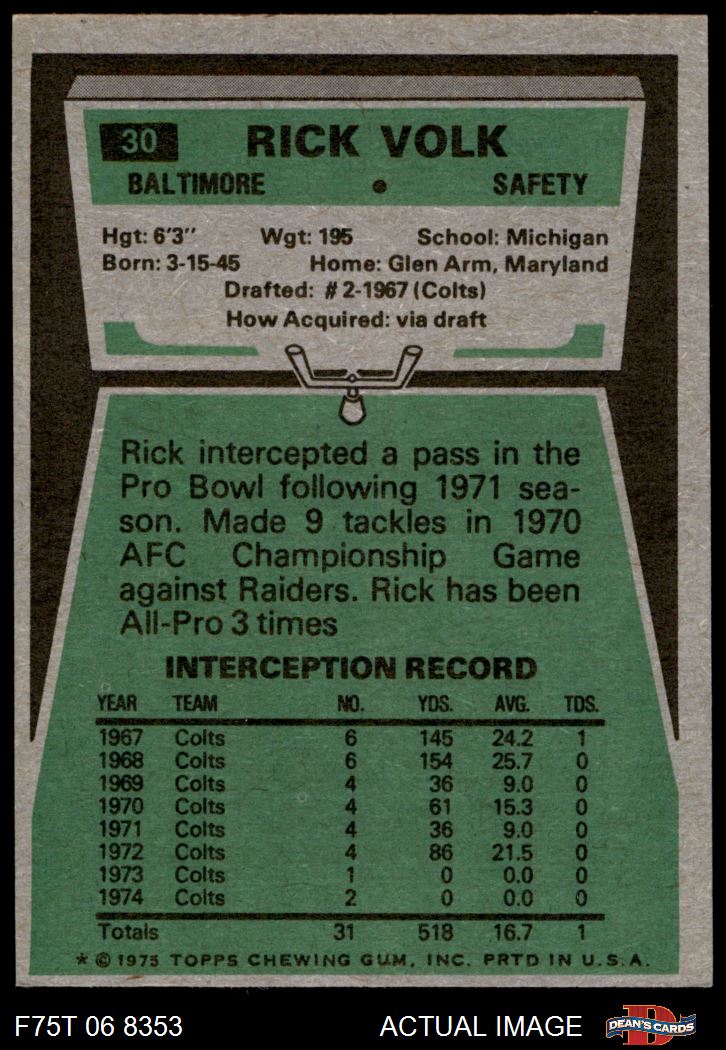 30 RICK VOLK
BALTIMORE • SAFETY
Hgt: 6'3" Wgt: 195 School: Michigan
Born: 3-15-45 Home: Glen Arm, Maryland
Drafted: #2-1967 (Colts)
How Acquired: via draft
Rick intercepted a pass in the
Pro Bowl following 1971 sea-
son. Made 9 tackles in 1970
AFC Championship Game
against Raiders. Rick has been
All-Pro 3 times
INTERCEPTION RECORD
YEAR TEAM NO. YDS. AVG. TDS.
1967 Colts 6 145 24.2 1
1968 Colts 6 154 25.7 0
1969 Colts 4 36 9.0 0
1970 Colts 4 61 15.3 0
1971 Colts 4 36 9.0 0
1972 Colts 4 86 21.5 0
1973 Colts 1 0 0.0 0
1974 Colts 2 0 0.0 0
Totals 31 518 16.7 1
* © 1975 TOPPS CHEWING GUM, INC. PRTD IN U.S.A.
F75T 06 8353 ACTUAL IMAGE D DEAN'S CARDS